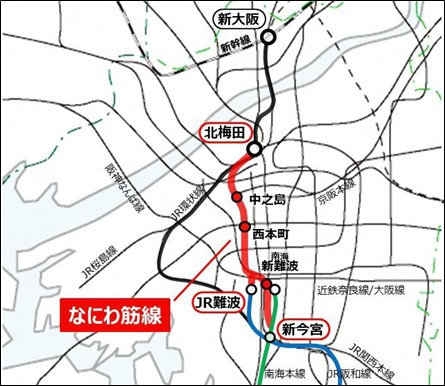 新大阪
新幹線
北梅田
阪神なんば線
JR環状線
中之島
京阪本線
西本町
JR桜島線
南海
新難波
近鉄奈良線/大阪線
なにわ筋線
JR難波
新今宮
JR関西本線
南海本線
JR阪和線